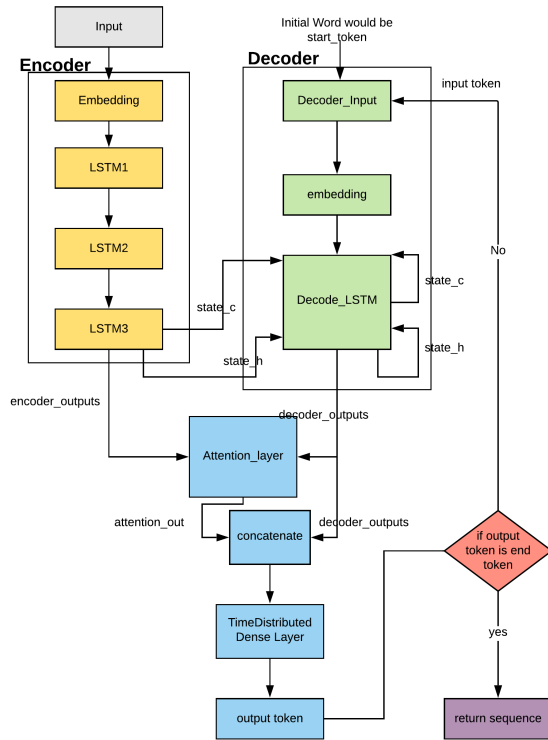 Input
Initial Word would be
start_token
Encoder
Decoder
input token
Embedding
Decoder_Input
LSTM1
embedding
LSTM2
No
Decode_LSTM
state_c
state_c
LSTM3
state_h
state_h
encoder_outputs
decoder_outputs
Attention_layer
attention_out
decoder_outputs
concatenate
if output
token is end
token
TimeDistributed
Dense Layer
yes
output token
return sequence